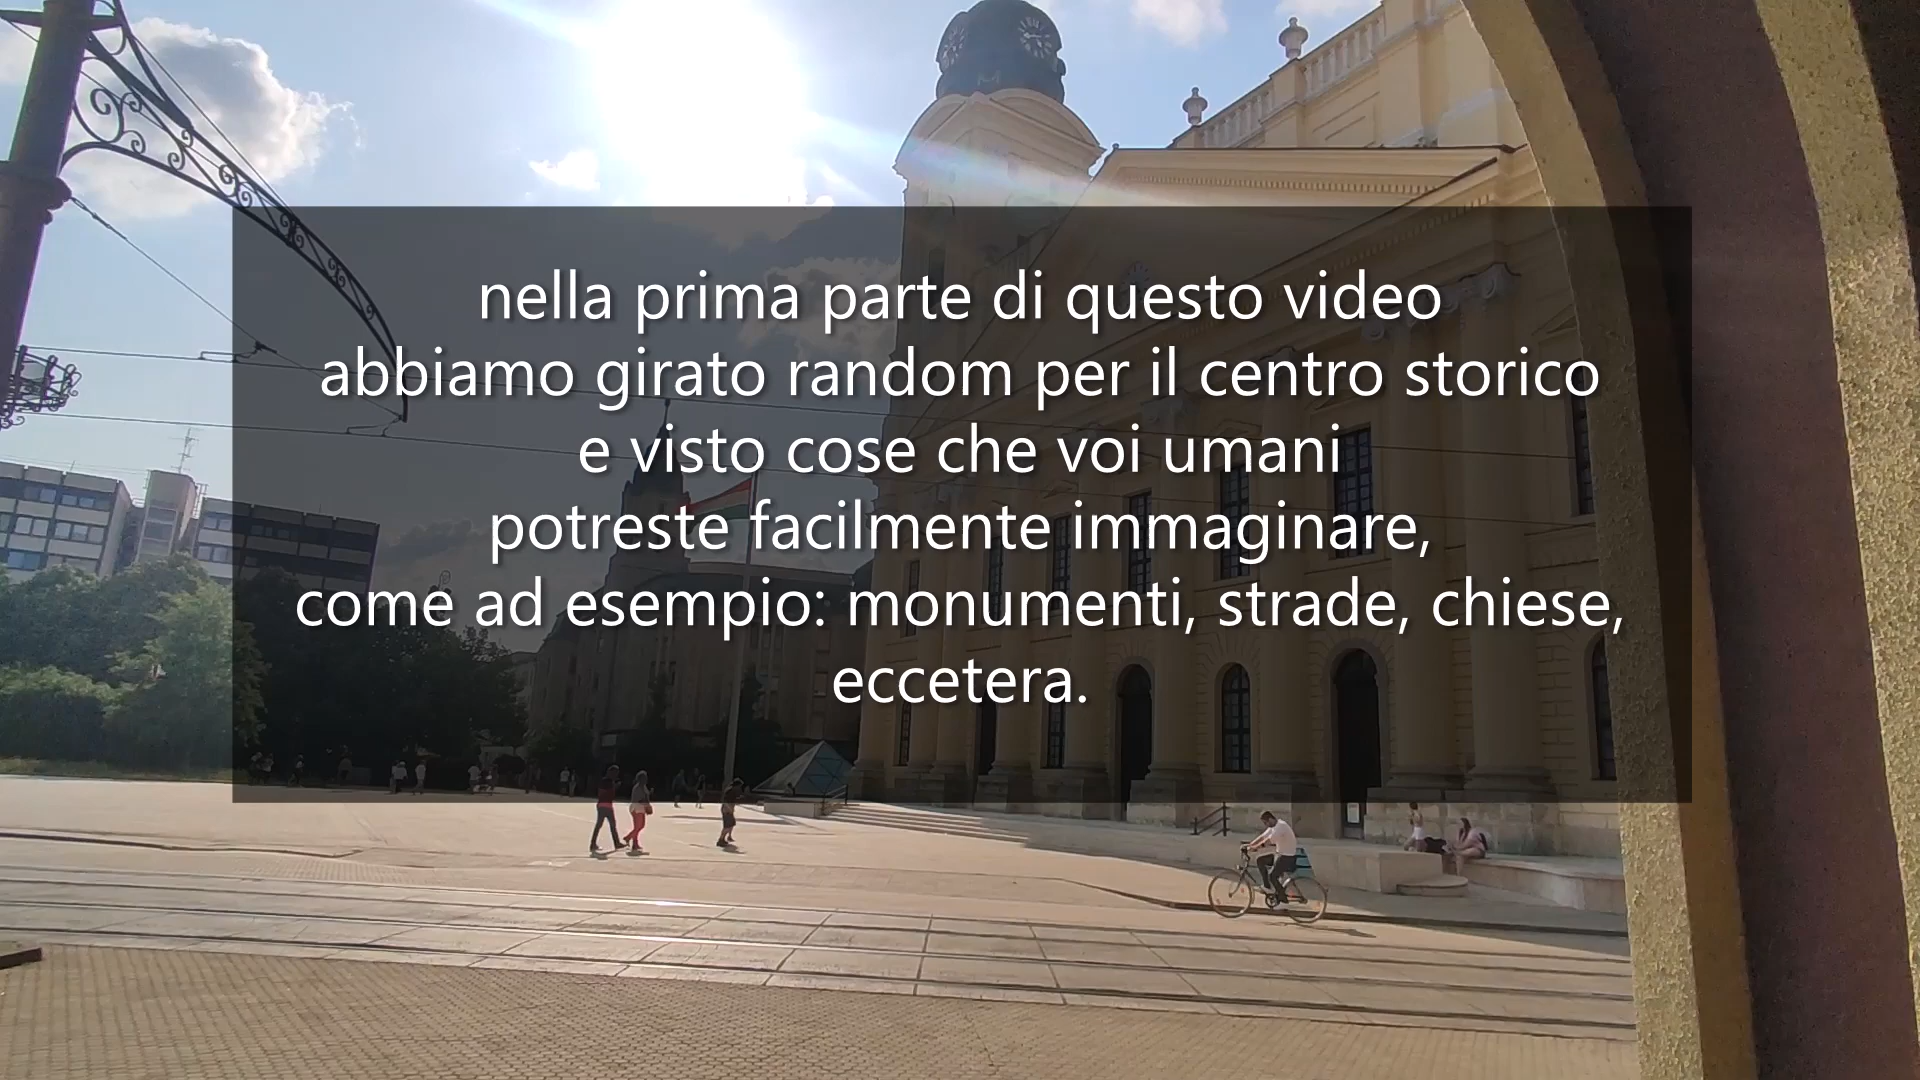 nella prima parte di questo video
abbiamo girato random per il centro storico
e visto cose che voi umani
potreste facilmente immaginare,
come ad esempio: monumenti, strade, chiese,
eccetera.